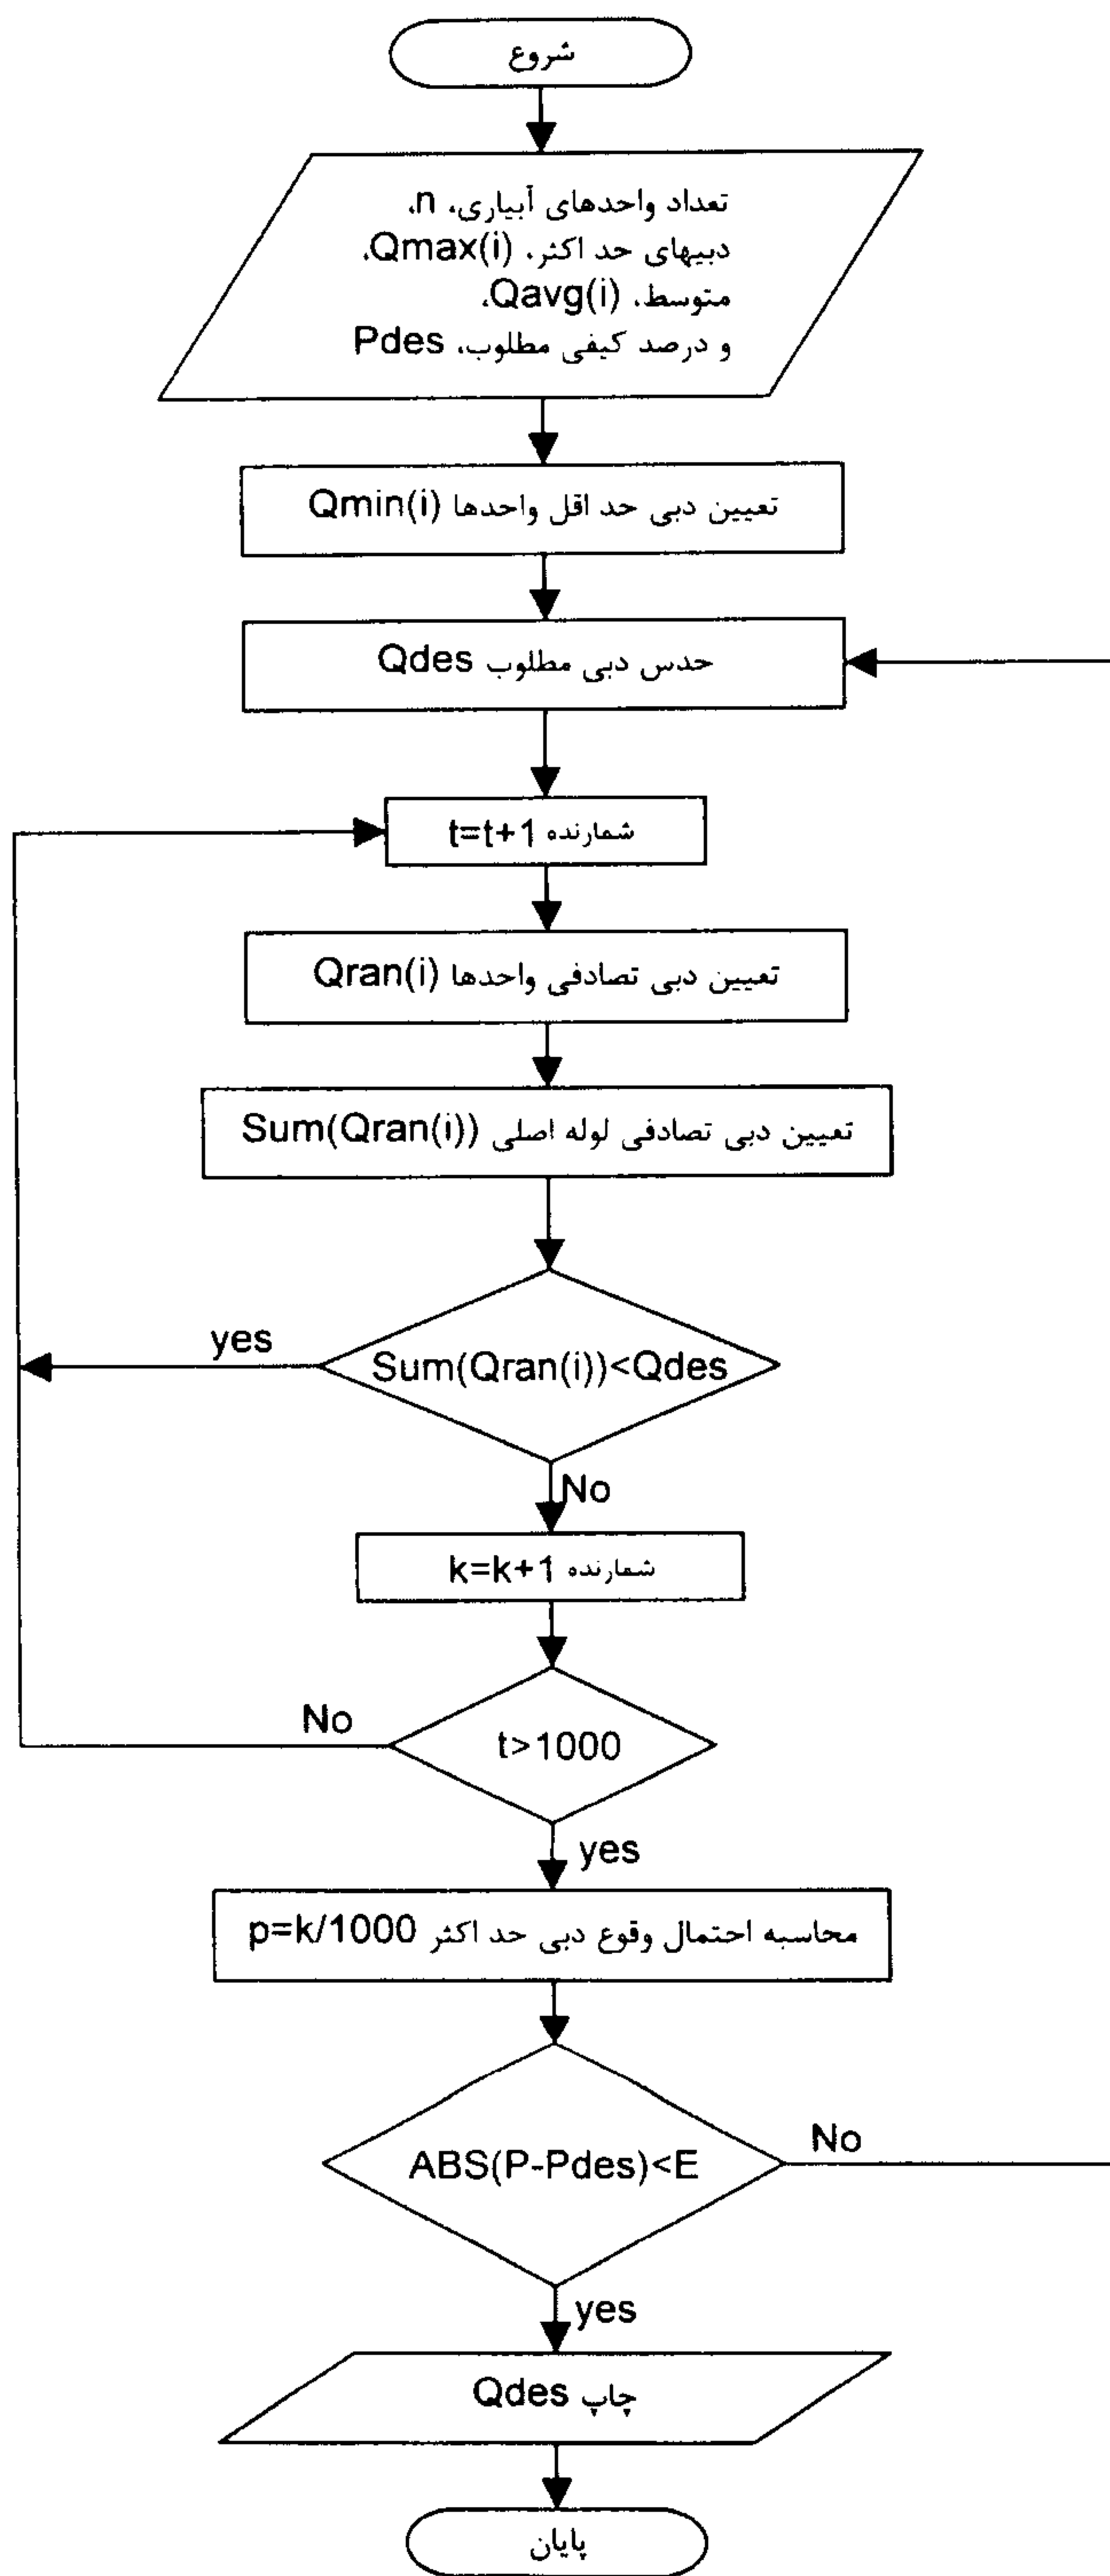 شروع
تعداد واحدهای آبیاری، n،
دبیهای حد اکثر، Qmax(i)،
متوسط، Qavg(i)،
و درصد کیفی مطلوب، Pdes
تعیین دبی حد اقل واحدها Qmin(i)
حدس دبی مطلوب Qdes
شمارنده t=t+1
تعیین دبی تصادفی واحدها Qran(i)
تعیین دبی تصادفی لوله اصلی Sum(Qran(i))
yes
Sum(Qran(i))<Qdes
No
شمارنده k=k+1
No
t>1000
yes
محاسبه احتمال وقوع دبی حد اکثر p=k/1000
No
ABS(P-Pdes)<E
yes
چاپ Qdes
پایان